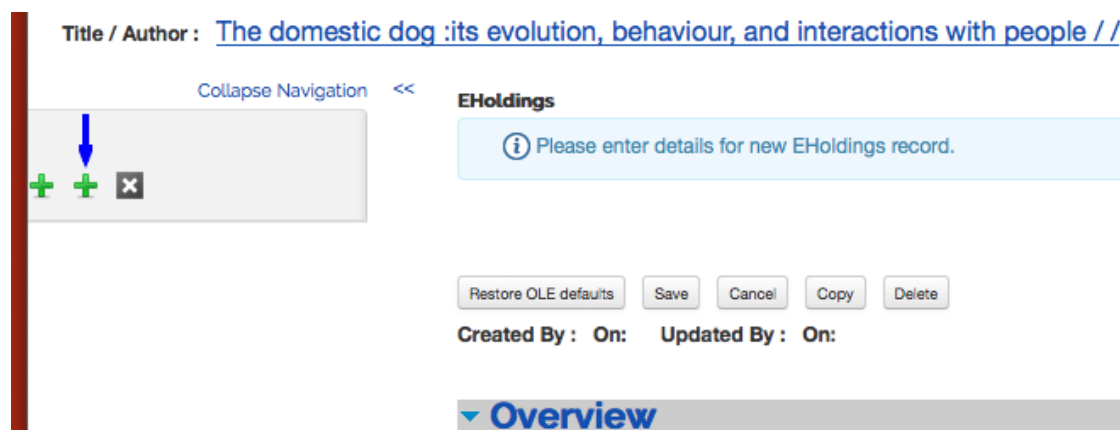 Title / Author : The domestic dog :its evolution, behaviour, and interactions with people / /
Collapse Navigation <<
EHoldings
Please enter details for new EHoldings record.
Restore OLE defaults Save Cancel Copy Delete
Created By : On: Updated By : On:
Overview